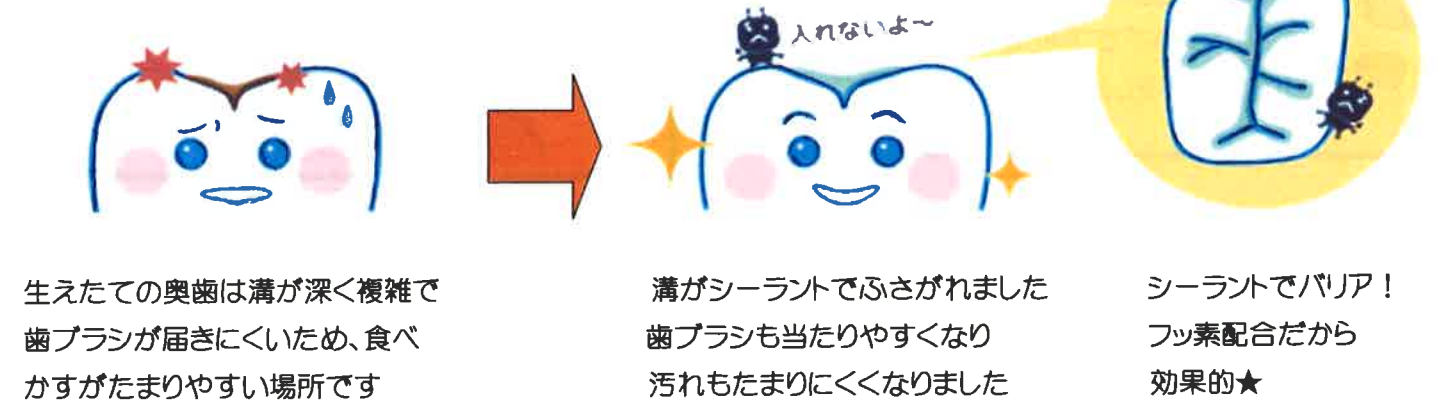 入れないよ～
生えたての奥歯は溝が深く複雑で
歯ブラシが届きにくいため、食べ
かすがたまりやすい場所です
溝がシーラントでふさがれました
歯ブラシも当たりやすくなり
汚れもたまりにくくなりました
シーラントでバリア！
フッ素配合だから
効果的★